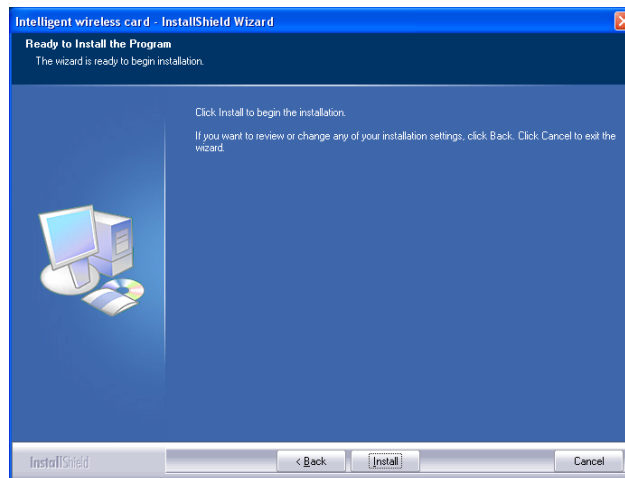 Intelligent wireless card - InstallShield Wizard
Ready to Install the Program
The wizard is ready to begin installation.
Click Install to begin the installation.
If you want to review or change any of your installation settings, click Back. Click Cancel to exit the
wizard.
InstallShield
< Back
Install
Cancel